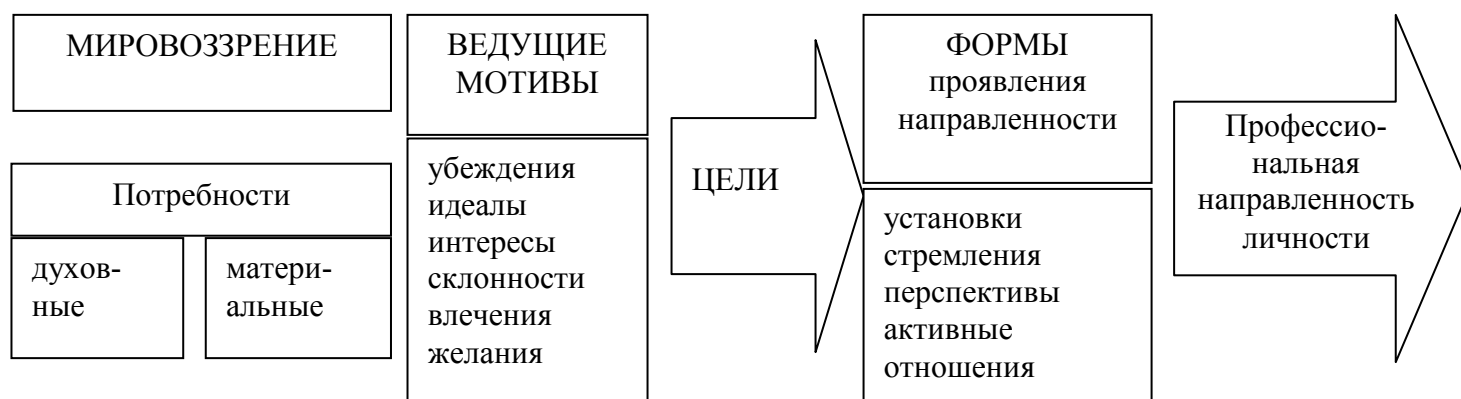 МИРОВОЗЗРЕНИЕ
Потребности
духов-
ные
матери-
альные
ВЕДУЩИЕ
МОТИВЫ
убеждения
идеалы
интересы
склонности
влечения
желания
ЦЕЛИ
ФОРМЫ
проявления
направленности
установки
стремления
перспективы
активные
отношения
Профессио-
нальная
направленность
личности